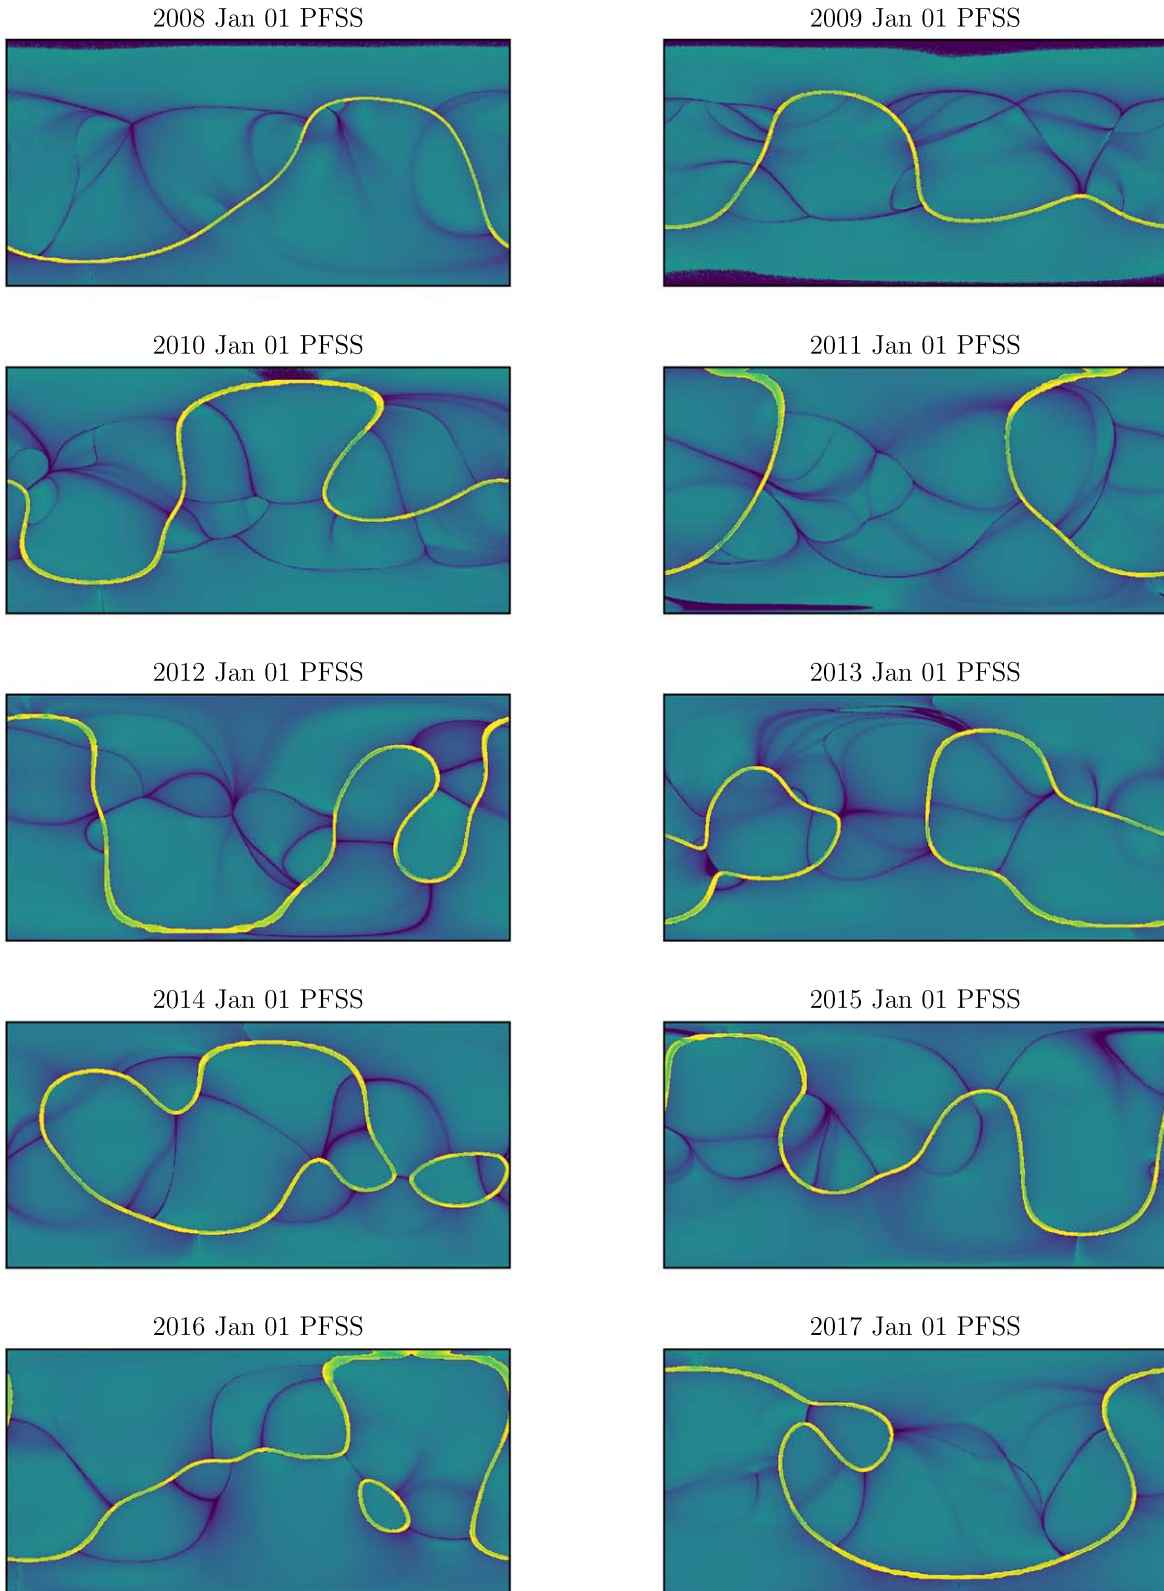 2008 Jan 01 PFSS
2009 Jan 01 PFSS
2010 Jan 01 PFSS
2011 Jan 01 PFSS
2012 Jan 01 PFSS
2013 Jan 01 PFSS
2014 Jan 01 PFSS
2015 Jan 01 PFSS
2016 Jan 01 PFSS
2017 Jan 01 PFSS